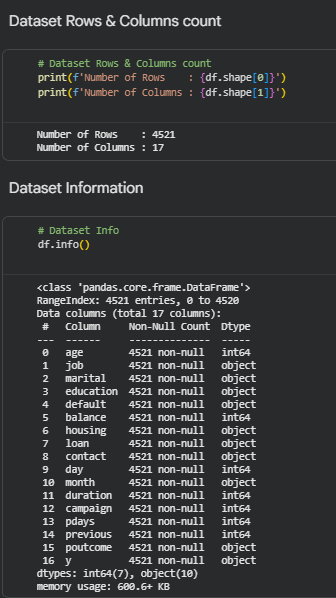 Dataset Rows & Columns count
# Dataset Rows & Columns count
print(f'Number of Rows    : {df.shape[0]}')
print(f'Number of Columns : {df.shape[1]}')
Number of Rows    : 4521
Number of Columns : 17
Dataset Information
# Dataset Info
df.info()
<class 'pandas.core.frame.DataFrame'>
RangeIndex: 4521 entries, 0 to 4520
Data columns (total 17 columns):
 #   Column     Non-Null Count  Dtype
---  ------     --------------  -----
 0   age        4521 non-null   int64
 1   job        4521 non-null   object
 2   marital    4521 non-null   object
 3   education  4521 non-null   object
 4   default    4521 non-null   object
 5   balance    4521 non-null   int64
 6   housing    4521 non-null   object
 7   loan       4521 non-null   object
 8   contact    4521 non-null   object
 9   day        4521 non-null   int64
 10  month      4521 non-null   object
 11  duration   4521 non-null   int64
 12  campaign   4521 non-null   int64
 13  pdays      4521 non-null   int64
 14  previous   4521 non-null   int64
 15  poutcome   4521 non-null   object
 16  y          4521 non-null   object
dtypes: int64(7), object(10)
memory usage: 600.6+ KB